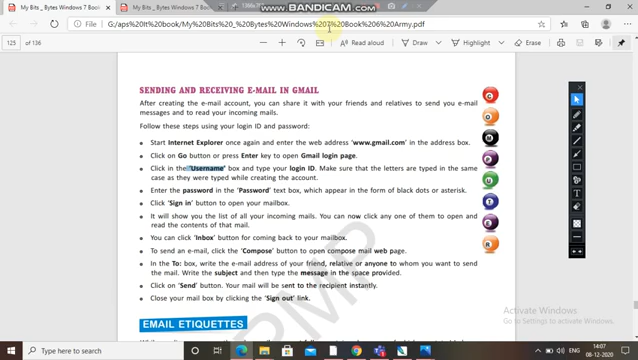 My Bits My Bytes Windows 7 Boo
My Bits My Bytes Windows 7 Bo
WWW.BANDICAM.COM
File
G:/aps%20It%20book/My%20Bits%20_%20Bytes%20Windows%207%20Book%206%20Army.pdf
125 of 136
Read aloud
Draw
Highlight
Erase
SENDING AND RECEIVING E-MAIL IN GMAIL
After creating the e-mail account, you can share it with your friends and relatives to send you e-mail
messages and to read your incoming mails.
Follow these steps using your login ID and password:
• Start Internet Explorer once again and enter the web address 'www.gmail.com' in the address box.
• Click on Go button or press Enter key to open Gmail login page.
• Click in the 'Username' box and type your login ID. Make sure that the letters are typed in the same
case as they were typed while creating the account.
• Enter the password in the 'Password' text box, which appear in the form of black dots or asterisk.
• Click 'Sign in' button to open your mailbox.
• It will show you the list of all your incoming mails. You can now click any one of them to open and
read the contents of that mail.
• You can click 'Inbox' button for coming back to your mailbox.
• To send an e-mail, click the 'Compose' button to open compose mail web page.
• In the To: box, write the e-mail address of your friend, relative or anyone to whom you want to send
the mail. Write the subject and then type the message in the space provided.
• Click on 'Send' button. Your mail will be sent to the recipient instantly.
• Close your mail box by clicking the 'Sign out' link.
EMAIL ETIQUETTES
C
O
M
P
U
T
E
R
Activate Windows
Go to Settings to activate Windows.
14:07
08-12-2020